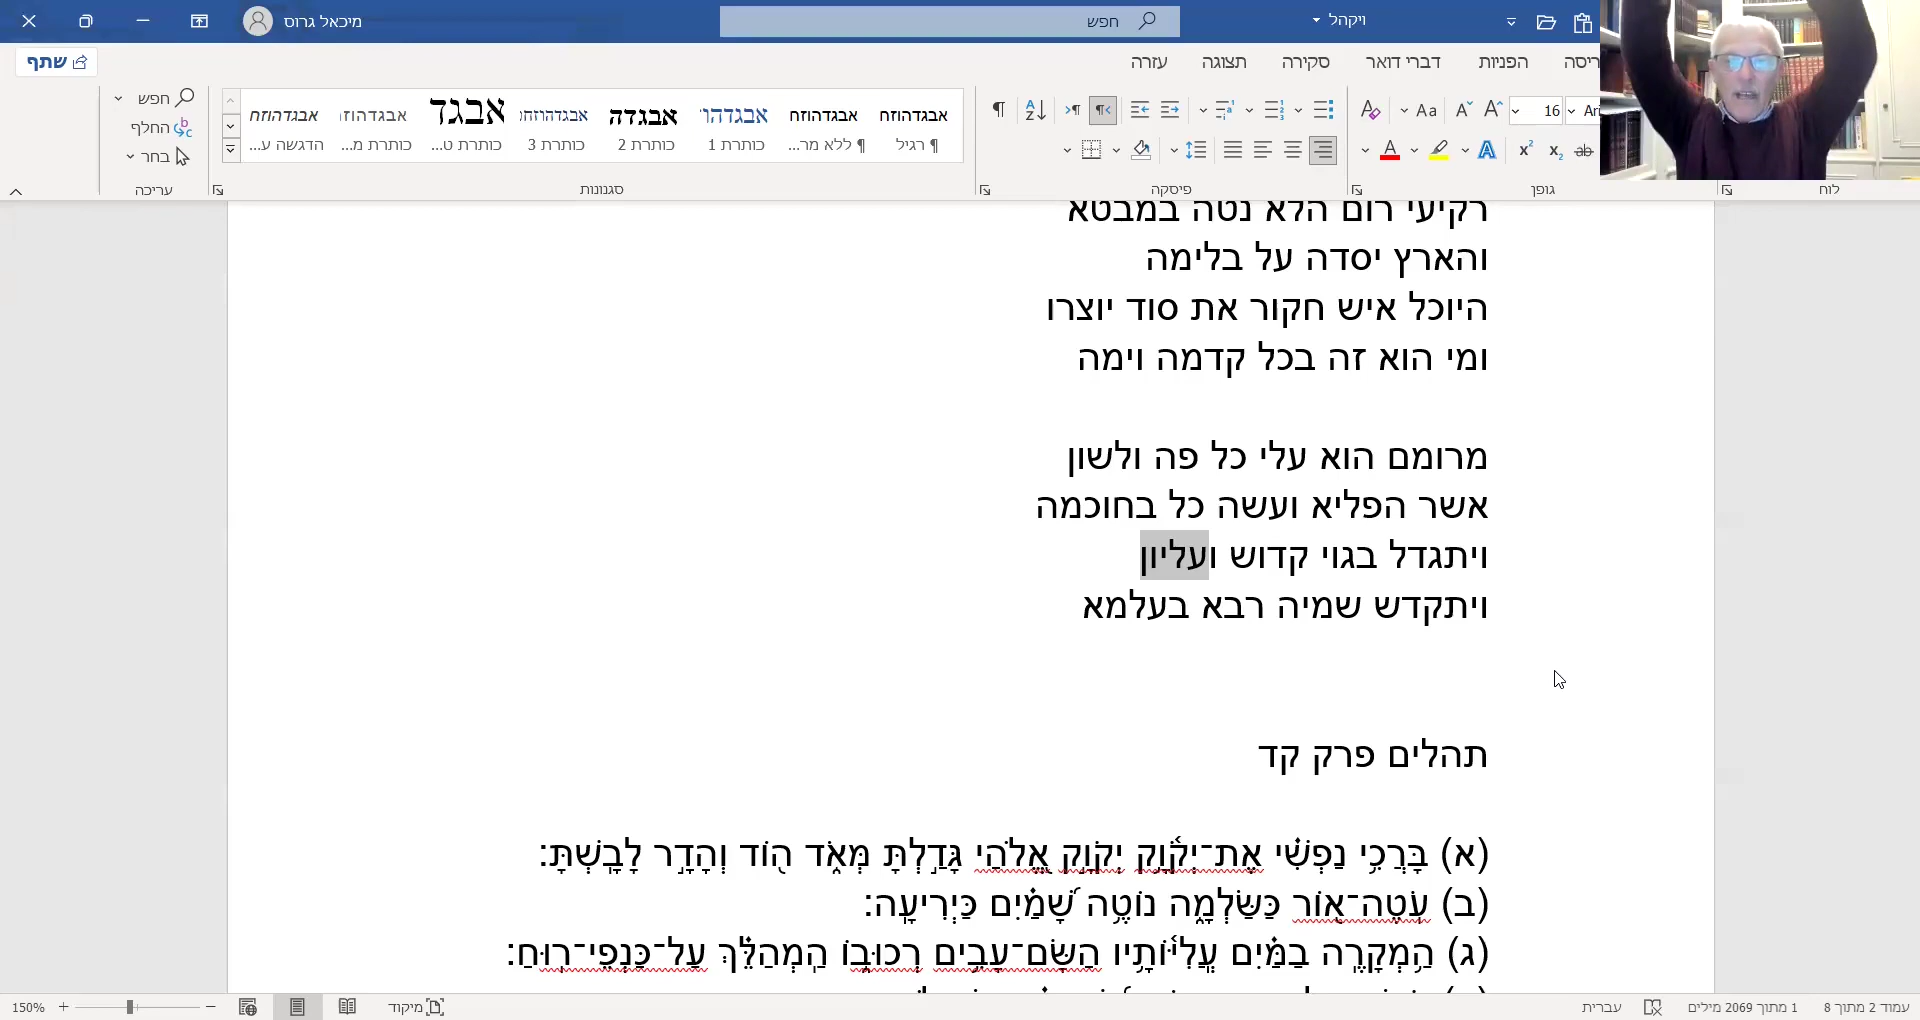 מיכאל גרוס
חפש
ויקהל
שתף
הפניות
דברי דואר
סקירה
תצוגה
עזרה
חפש
החלף
בחר
עריכה
אבגדהוזח
אבגדהוזח
אבגדהו
אבגדה
אבגדהוזח
אבגד
אבגדהוז
אבגדהוזח
¶ רגיל
¶ ללא מר...
כותרת 1
כותרת 2
כותרת 3
כותרת ט...
כותרת מ...
הדגשה ע...
סגנונות
פיסקה
16
גופן
לוח
רקיעי רום הלא נטה במבטא
והארץ יסדה על בלימה
היוכל איש חקור את סוד יוצרו
ומי הוא זה בכל קדמה וימה
מרומם הוא עלי כל פה ולשון
אשר הפליא ועשה כל בחוכמה
ויתגדל בגוי קדוש ועליון
ויתקדש שמיה רבא בעלמא
תהלים פרק קד
(א) בָּרֲכִ֥י נַפְשִׁ֗י אֶת־יְק֫וָ֥ק יְקֹוָ֣ק אֱ֭לֹהַי גָּדַ֣לְתָּ מְּאֹ֑ד ה֖וֹד וְהָדָ֣ר לָבָֽשְׁתָּ:
(ב) עֹֽטֶה־א֭וֹר כַּשַּׂלְמָ֑ה נוֹטֶ֥ה שָׁ֝מַ֗יִם כַּיְרִיעָֽה:
(ג) הַ֥מְקָרֶֽה בַמַּ֗יִם עֲֽלִיּ֫וֹתָ֥יו הַשָּׂם־עָבִ֥ים רְכוּב֑וֹ הַֽ֝מְהַלֵּ֗ךְ עַל־כַּנְפֵי־רֽוּחַ:
עמוד 2 מתוך 8
1 מתוך 2069 מילים
עברית
מיקוד
150%